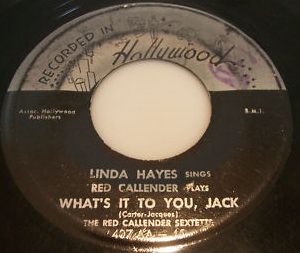 RECORDED IN Hollywood
Assoc. Hollywood
Publishers
B.M.I.
LINDA HAYES SINGS
RED CALLENDER PLAYS
WHAT'S IT TO YOU, JACK
(Carter-Jacques)
THE RED CALLENDER SEXTETTE